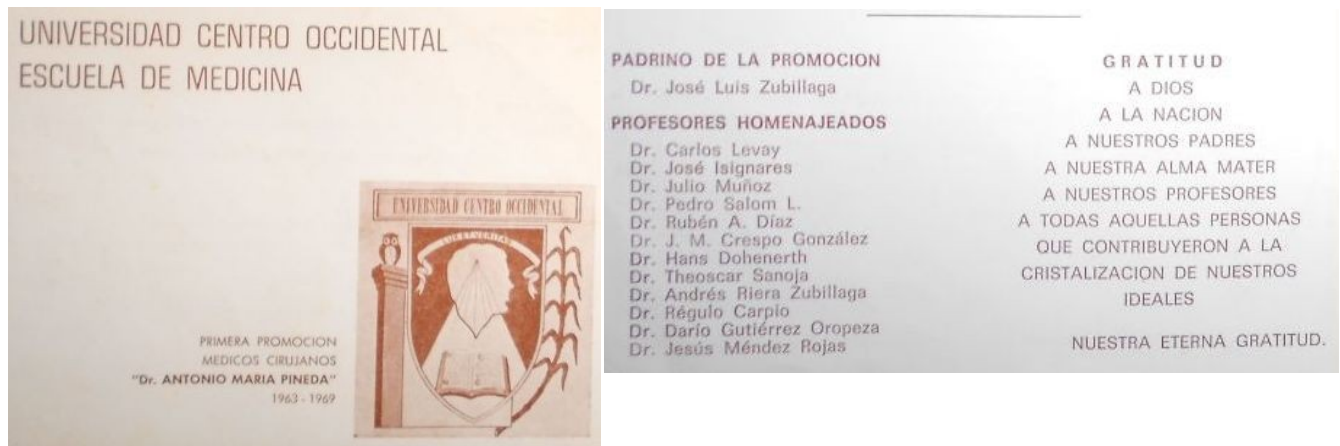 UNIVERSIDAD CENTRO OCCIDENTAL
ESCUELA DE MEDICINA
UNIVERSIDAD CENTRO OCCIDENTAL
LUX ET VERITAS
PRIMERA PROMOCION
MEDICOS CIRUJANOS
"Dr. ANTONIO MARIA PINEDA"
1963 - 1969
PADRINO DE LA PROMOCION
Dr. José Luis Zubillaga
PROFESORES HOMENAJEADOS
Dr. Carlos Levay
Dr. José Isignares
Dr. Julio Muñoz
Dr. Pedro Salom L.
Dr. Rubén A. Díaz
Dr. J. M. Crespo González
Dr. Hans Dohenerth
Dr. Theoscar Sanoja
Dr. Andrés Riera Zubillaga
Dr. Régulo Carpio
Dr. Darío Gutiérrez Oropeza
Dr. Jesús Méndez Rojas
GRATITUD
A DIOS
A LA NACION
A NUESTROS PADRES
A NUESTRA ALMA MATER
A NUESTROS PROFESORES
A TODAS AQUELLAS PERSONAS
QUE CONTRIBUYERON A LA
CRISTALIZACION DE NUESTROS
IDEALES
NUESTRA ETERNA GRATITUD.